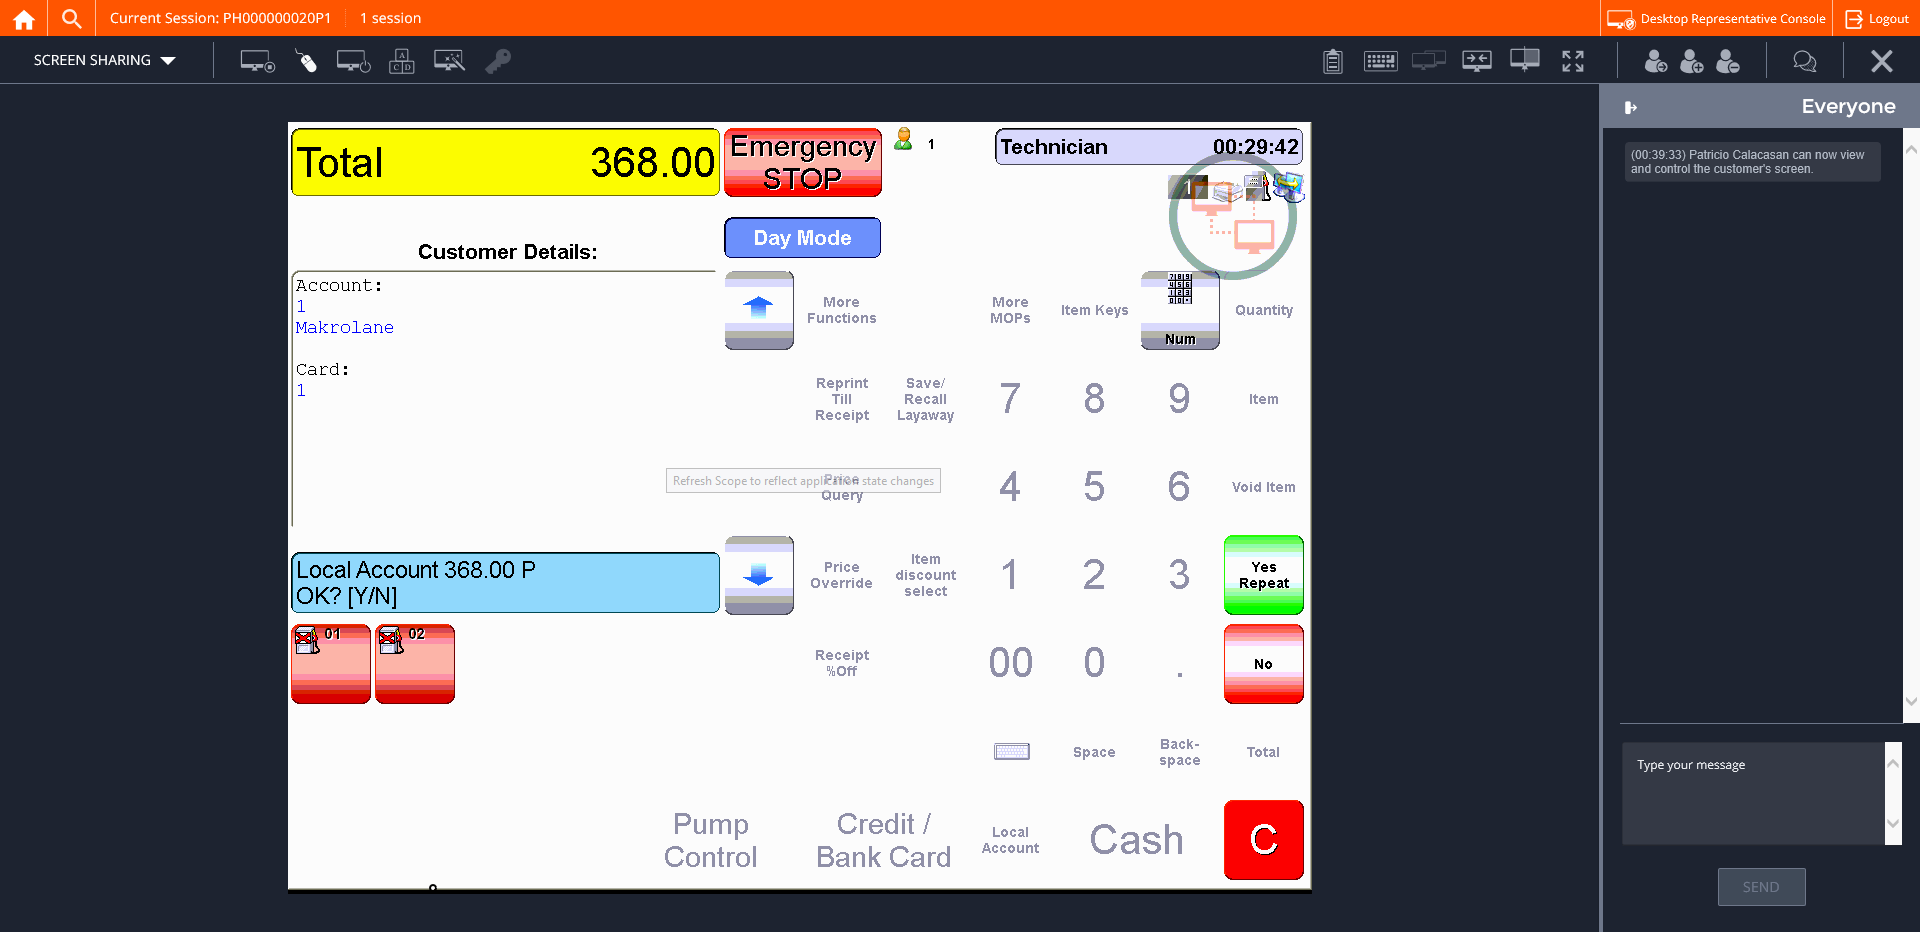 Current Session: PH000000020P1
1 session
Desktop Representative Console
Logout
SCREEN SHARING
Everyone
(00:39:33) Patricio Calacasan can now view
and control the customer's screen.
Type your message
SEND
Total 368.00
Emergency
STOP
1
Technician 00:29:42
1
Day Mode
Customer Details:
Account:
1
Makrolane
Card:
1
More
Functions
More
MOPs
Item Keys
Num
Quantity
Reprint
Till
Receipt
Save/
Recall
Layaway
7
8
9
Item
Refresh Scope to reflect application state changes
Price
Query
4
5
6
Void Item
Local Account 368.00 P
OK? [Y/N]
Price
Override
Item
discount
select
1
2
3
Yes
Repeat
01
02
Receipt
%Off
00
0
.
No
Space
Back-
space
Total
Pump
Control
Credit /
Bank Card
Local
Account
Cash
C